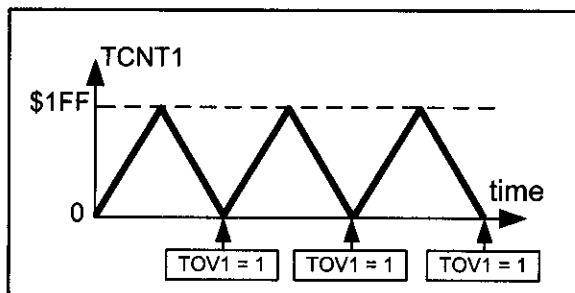 TCNT1
$1FF
0
time
TOV1 = 1
TOV1 = 1
TOV1 = 1